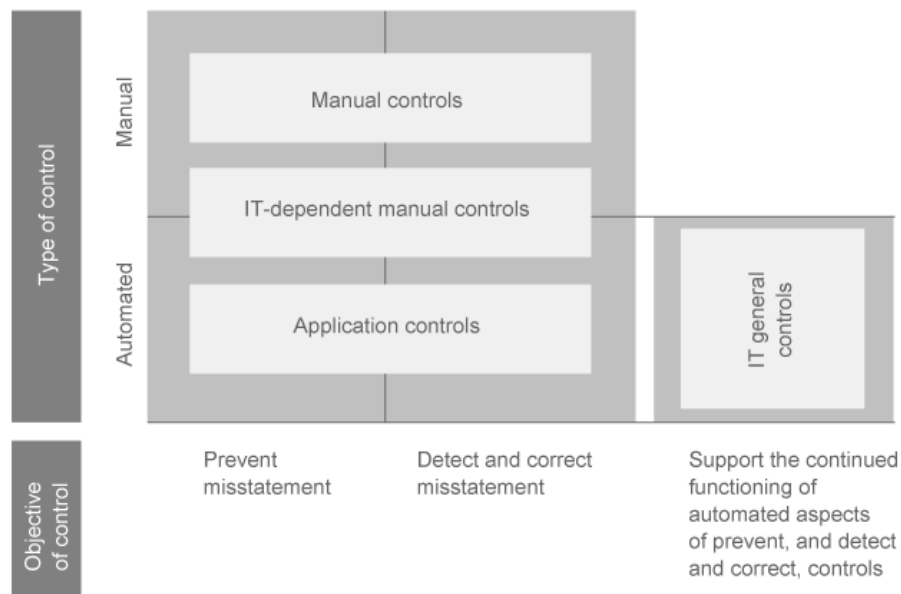 Type of control
Manual
Automated
Manual controls
IT-dependent manual controls
Application controls
IT general
controls
Objective
of control
Prevent
misstatement
Detect and correct
misstatement
Support the continued
functioning of
automated aspects
of prevent, and detect
and correct, controls